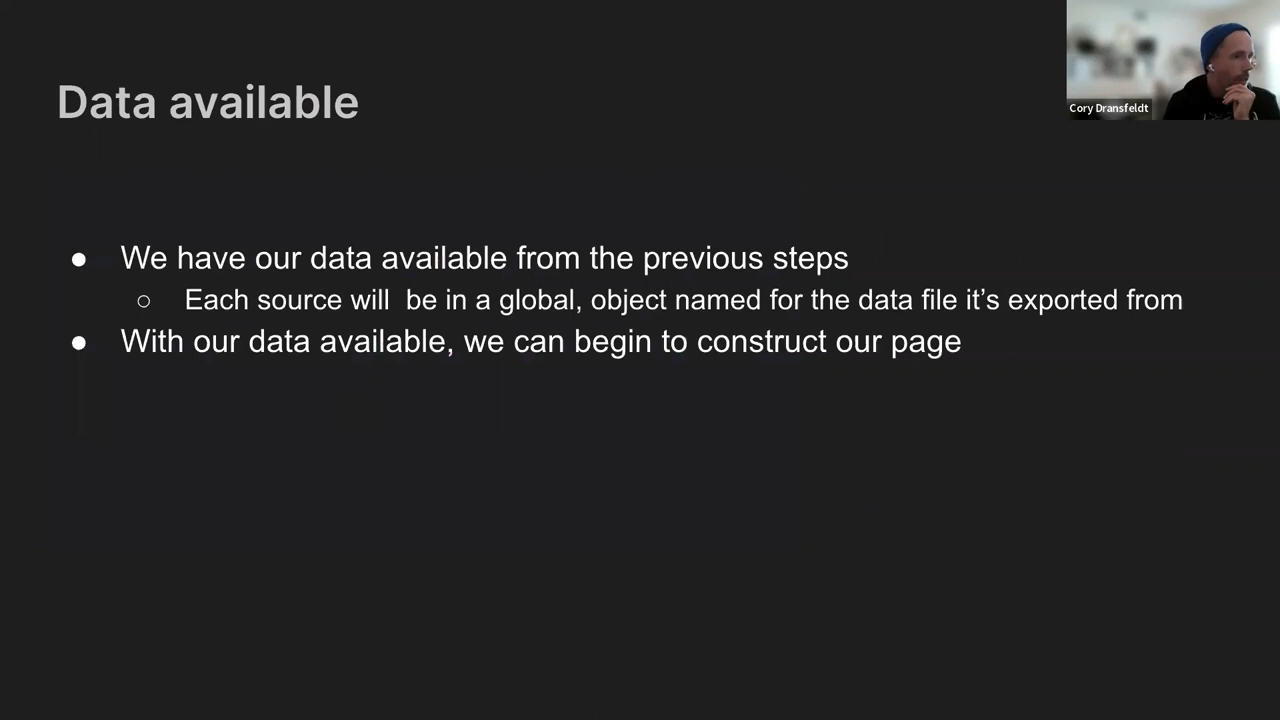 Data available
Cory Dransfeldt
● We have our data available from the previous steps
○ Each source will  be in a global, object named for the data file it’s exported from
● With our data available, we can begin to construct our page